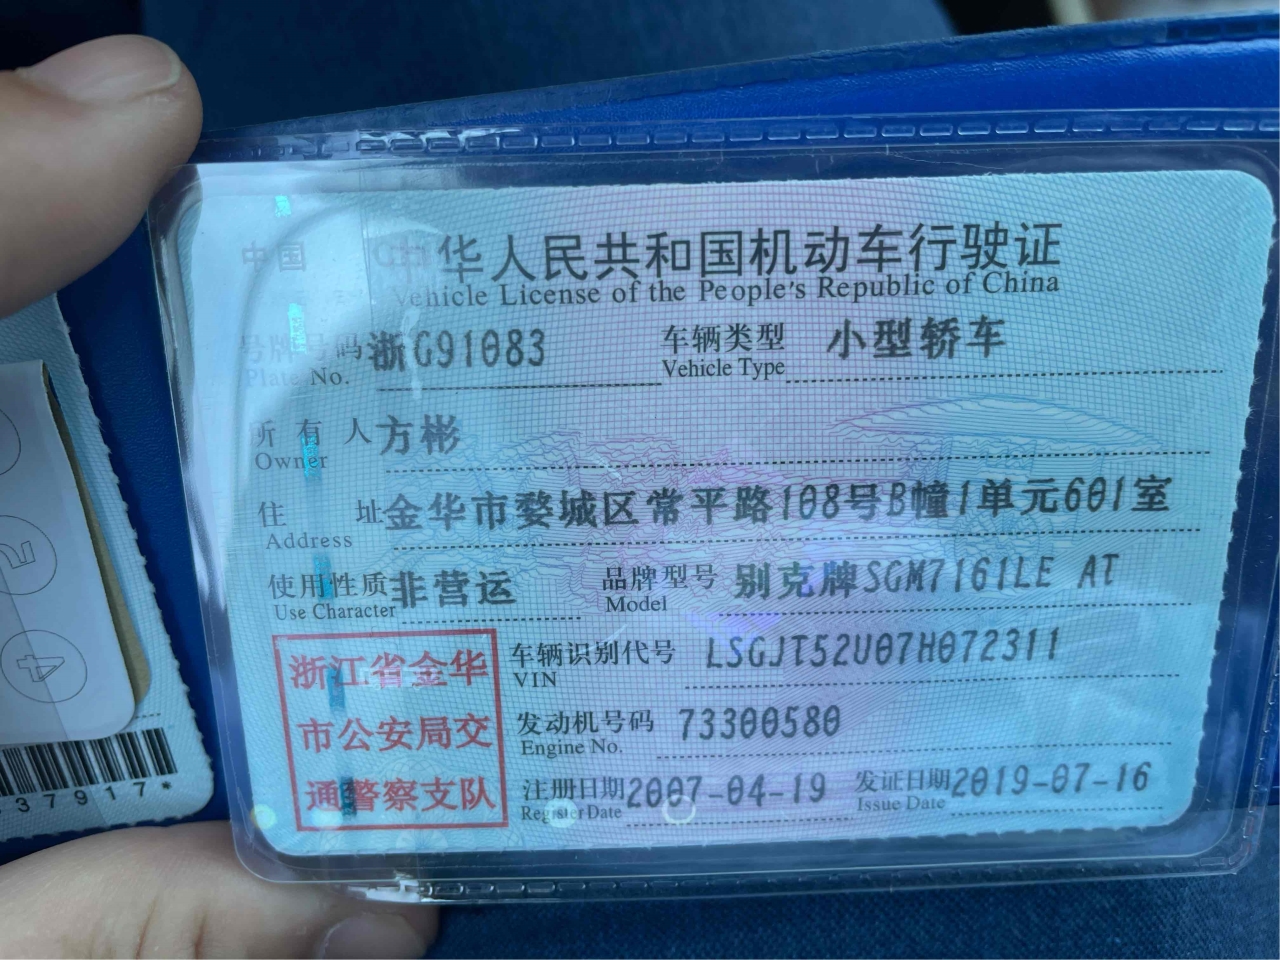 中华人民共和国机动车行驶证
Vehicle License of the People's Republic of China
号牌号码 浙G91083 车辆类型 小型轿车
Plate No. Vehicle Type
所有人 方彬
Owner
住址 金华市婺城区常平路108号B幢1单元601室
Address
使用性质 非营运 品牌型号 别克牌SGM7161LE AT
Use Character Model
浙江省金华
市公安局交
通警察支队
车辆识别代号 LSGJT52U07H072311
VIN
发动机号码 73300580
Engine No.
注册日期 2007-04-19 发证日期 2019-07-16
Register Date Issue Date
中国
37917*
2
4